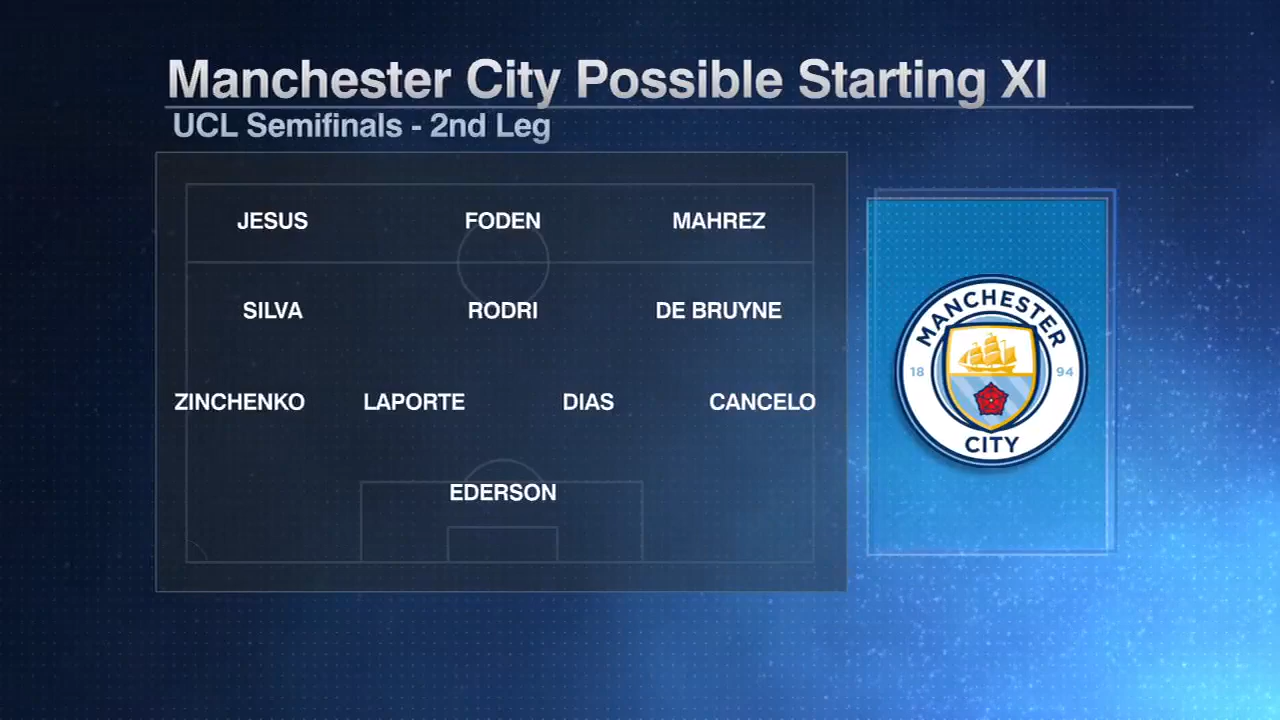 Manchester City Possible Starting XI
UCL Semifinals - 2nd Leg
JESUS FODEN MAHREZ
SILVA RODRI DE BRUYNE
ZINCHENKO LAPORTE DIAS CANCELO
EDERSON
MANCHESTER
18 94
CITY